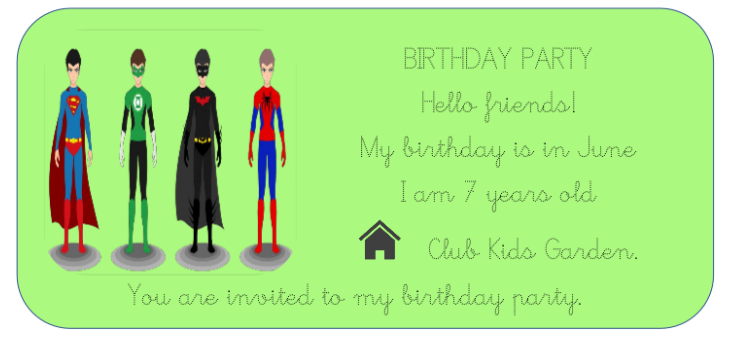 BIRTHDAY PARTY
Hello friends!
My birthday is in June
I am 7 years old
Club Kids Garden.
You are invited to my birthday party.